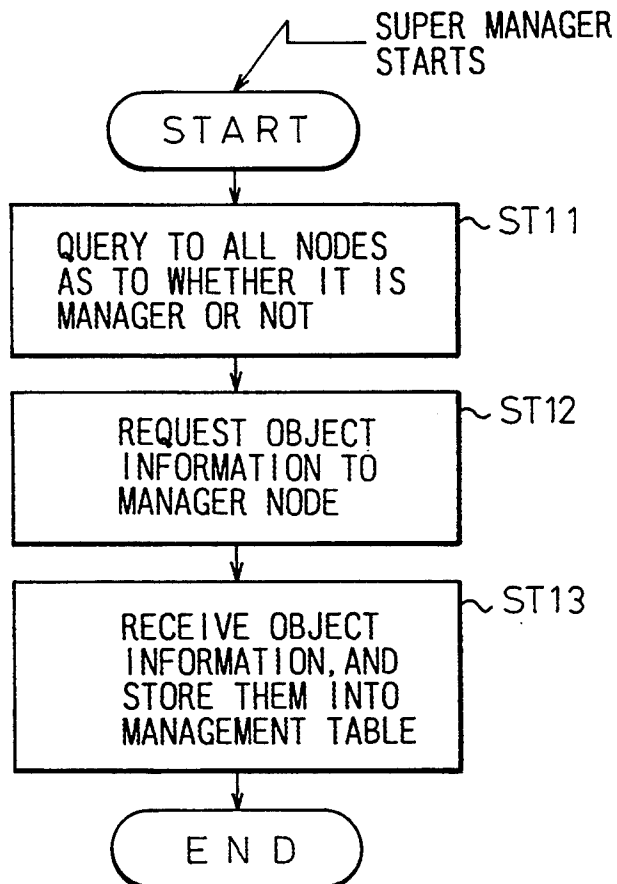 SUPER MANAGER
STARTS
START
ST11
QUERY TO ALL NODES
AS TO WHETHER IT IS
MANAGER OR NOT
ST12
REQUEST OBJECT
INFORMATION TO
MANAGER NODE
ST13
RECEIVE OBJECT
INFORMATION, AND
STORE THEM INTO
MANAGEMENT TABLE
END